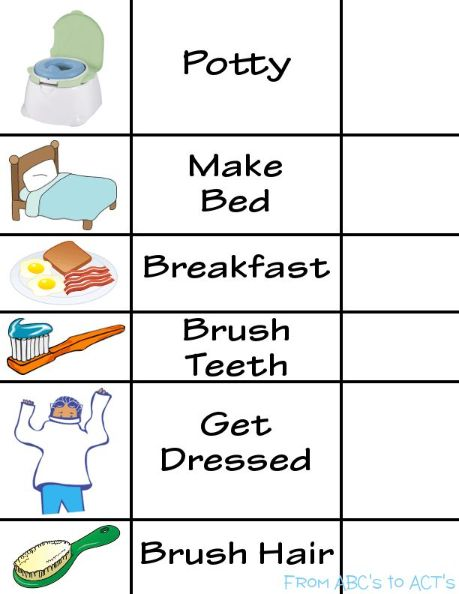 Potty
Make
Bed
Breakfast
Brush
Teeth
Get
Dressed
Brush Hair
From ABC's to ACT's